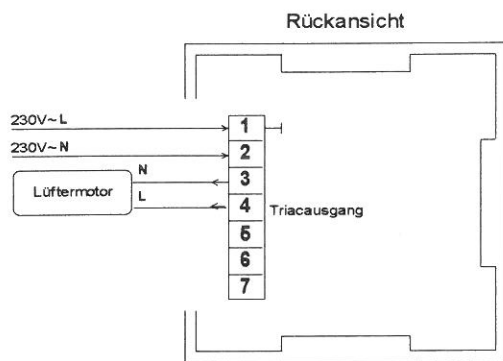 Rückansicht
230V~ L
230V~ N
N
L
Lüftermotor
1
2
3
4
5
6
7
Triacausgang